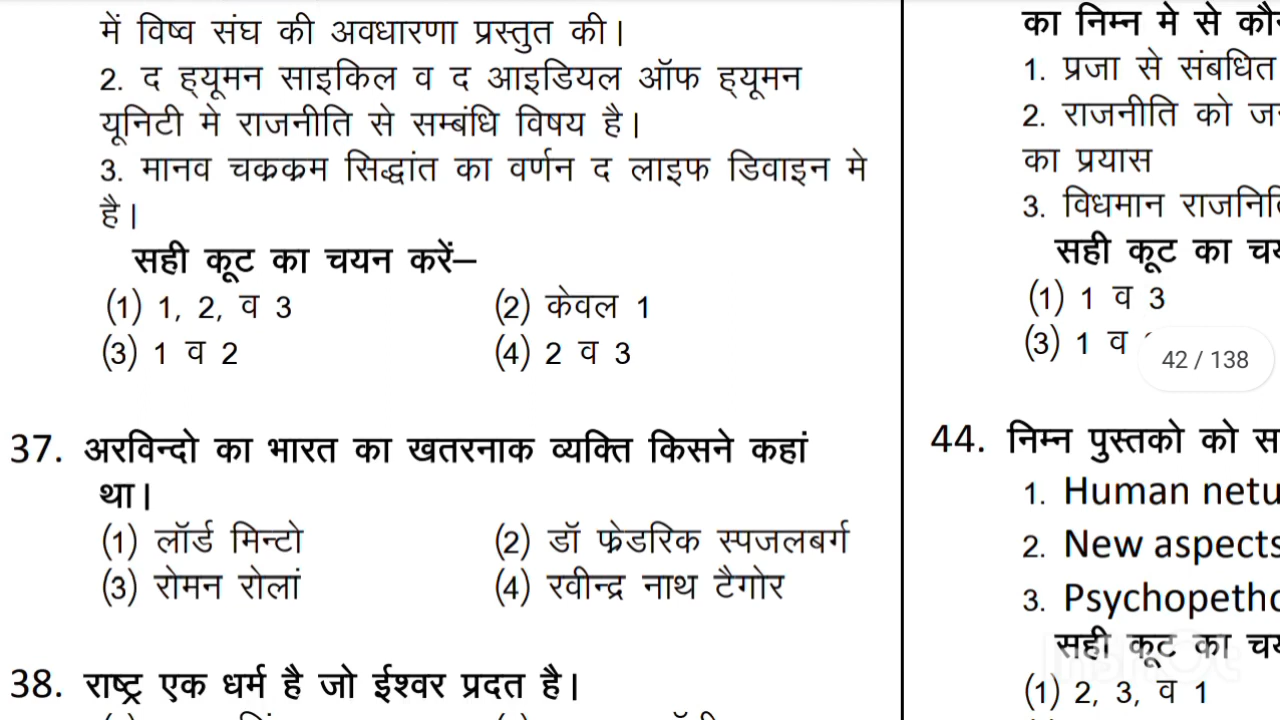 में विष्व संघ की अवधारणा प्रस्तुत की।
2. द ह्यूमन साइकिल व द आइडियल ऑफ ह्यूमन
यूनिटी मे राजनीति से सम्बंधि विषय है।
3. मानव चक्रक्रम सिद्धांत का वर्णन द लाइफ डिवाइन मे
है।
सही कूट का चयन करें–
(1) 1, 2, व 3 (2) केवल 1
(3) 1 व 2 (4) 2 व 3
37. अरविन्दो का भारत का खतरनाक व्यक्ति किसने कहां
था।
(1) लॉर्ड मिन्टो (2) डॉ फ्रेडरिक स्पजलबर्ग
(3) रोमन रोलां (4) रवीन्द्र नाथ टैगोर
38. राष्ट्र एक धर्म है जो ईश्वर प्रदत है।
का निम्न मे से
1. प्रजा से संबधित
2. राजनीति को
का प्रयास
3. विधमान
सही कूट का
(1) 1 व 3
(3) 1 व
42 / 138
44. निम्न पुस्तको को
1. Human
2. New aspects
3.
सही कूट का
(1) 2, 3, व 1